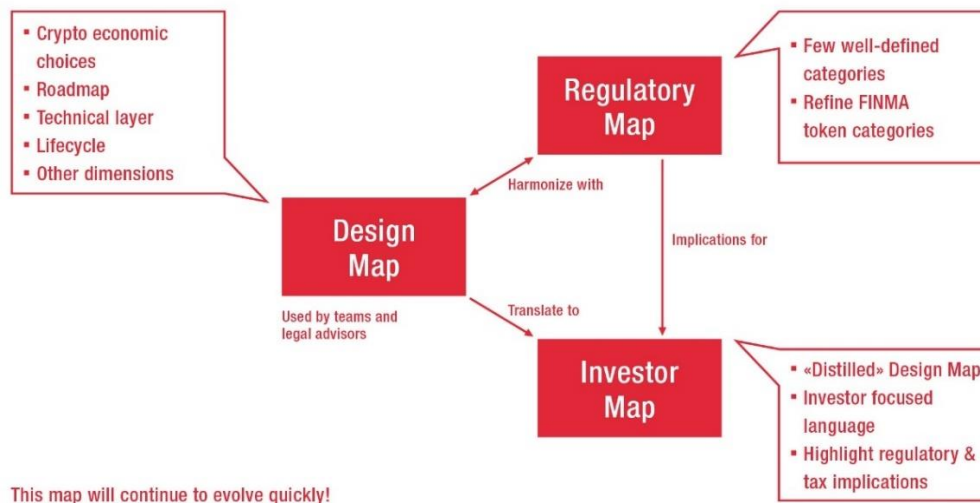 ▪ Crypto economic
choices
▪ Roadmap
▪ Technical layer
▪ Lifecycle
▪ Other dimensions
Regulatory
Map
▪ Few well-defined
categories
▪ Refine FINMA
token categories
Harmonize with
Design
Map
Implications for
Used by teams and
legal advisors
Translate to
Investor
Map
▪ «Distilled» Design Map
▪ Investor focused
language
▪ Highlight regulatory &
tax implications
This map will continue to evolve quickly!